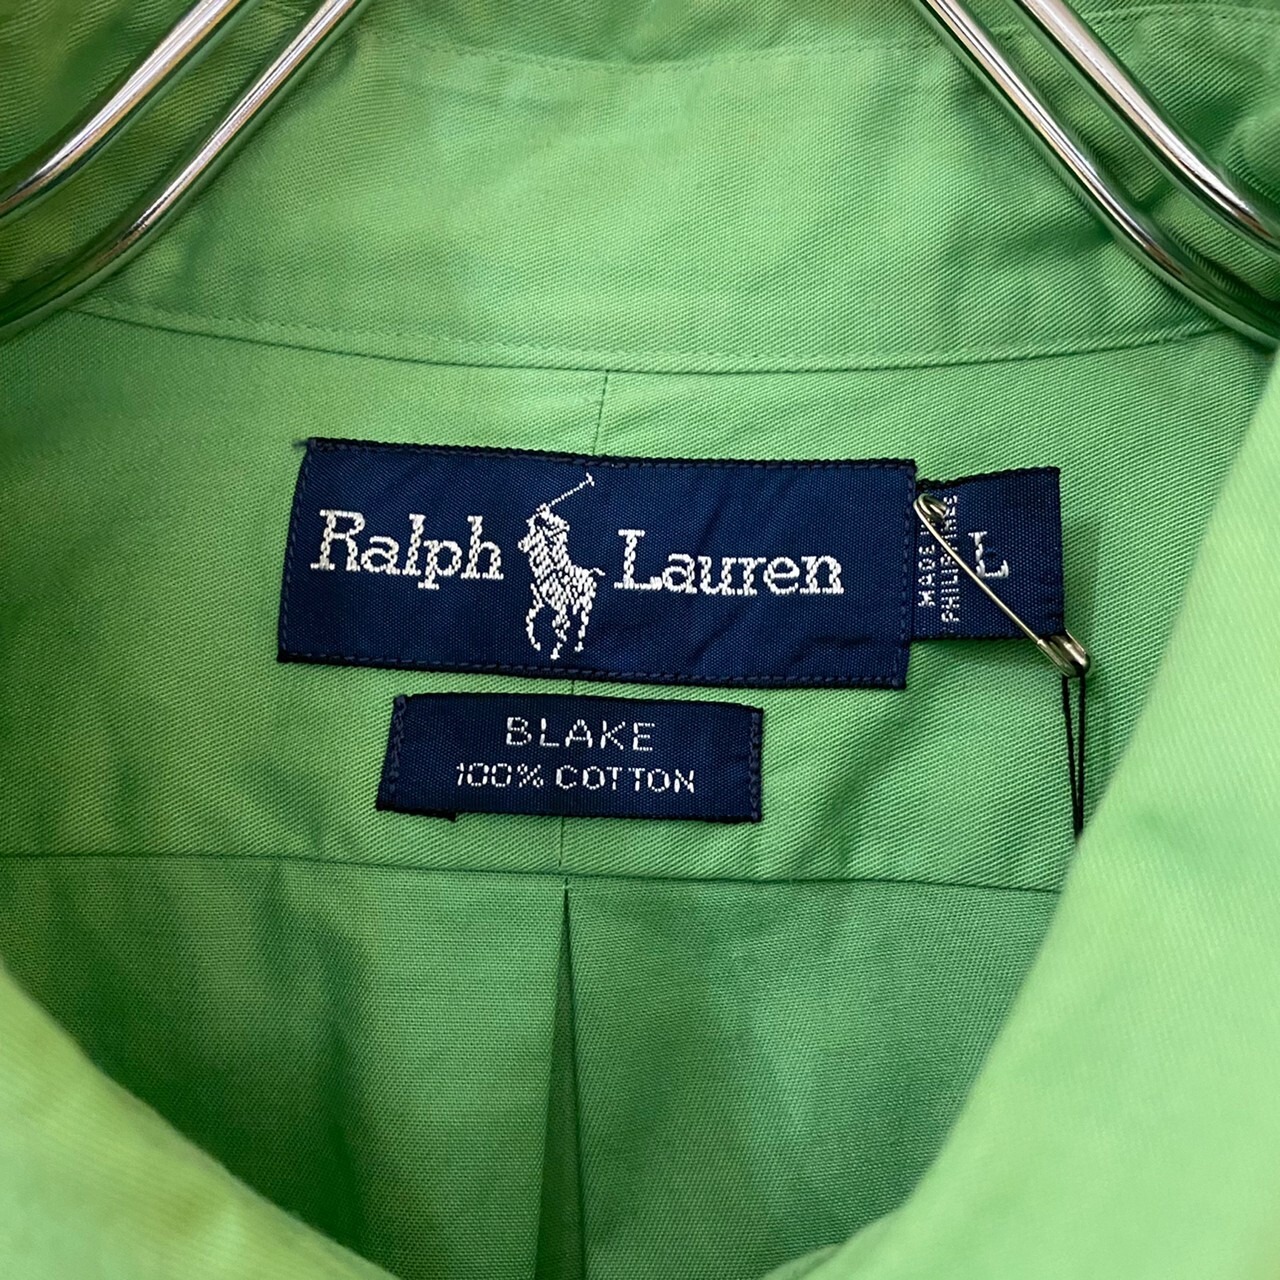 Ralph Lauren
MADE IN
PHILIPPINES
L
BLAKE
100% COTTON